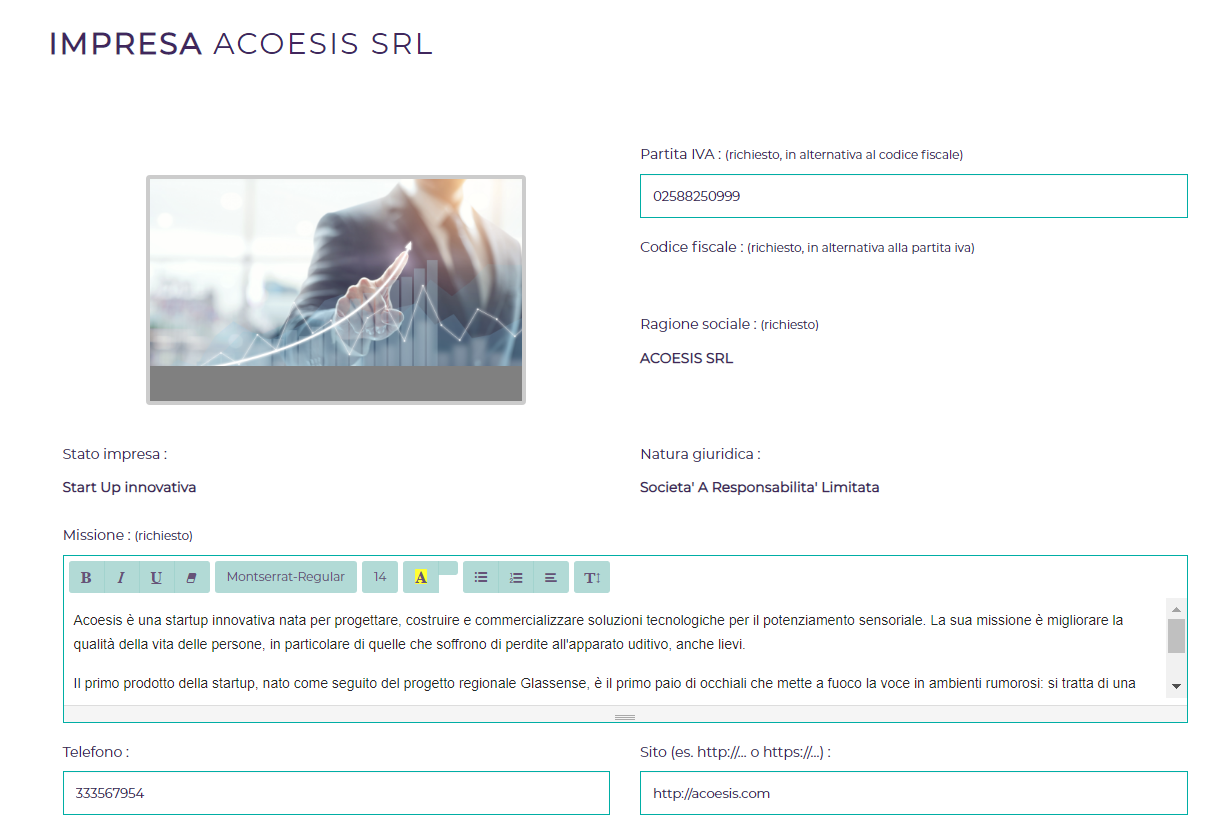 IMPRESA ACOESIS SRL
Partita IVA : (richiesto, in alternativa al codice fiscale)
02588250999
Codice fiscale : (richiesto, in alternativa alla partita iva)
Ragione sociale : (richiesto)
ACOESIS SRL
Stato impresa :
Start Up innovativa
Natura giuridica :
Societa' A Responsabilita' Limitata
Missione : (richiesto)
B I U Montserrat-Regular 14 A T
Acoesis è una startup innovativa nata per progettare, costruire e commercializzare soluzioni tecnologiche per il potenziamento sensoriale. La sua missione è migliorare la
qualità della vita delle persone, in particolare di quelle che soffrono di perdite all'apparato uditivo, anche lievi.
Il primo prodotto della startup, nato come seguito del progetto regionale Glassense, è il primo paio di occhiali che mette a fuoco la voce in ambienti rumorosi: si tratta di una
Telefono :
333567954
Sito (es. http://... o https://...) :
http://acoesis.com